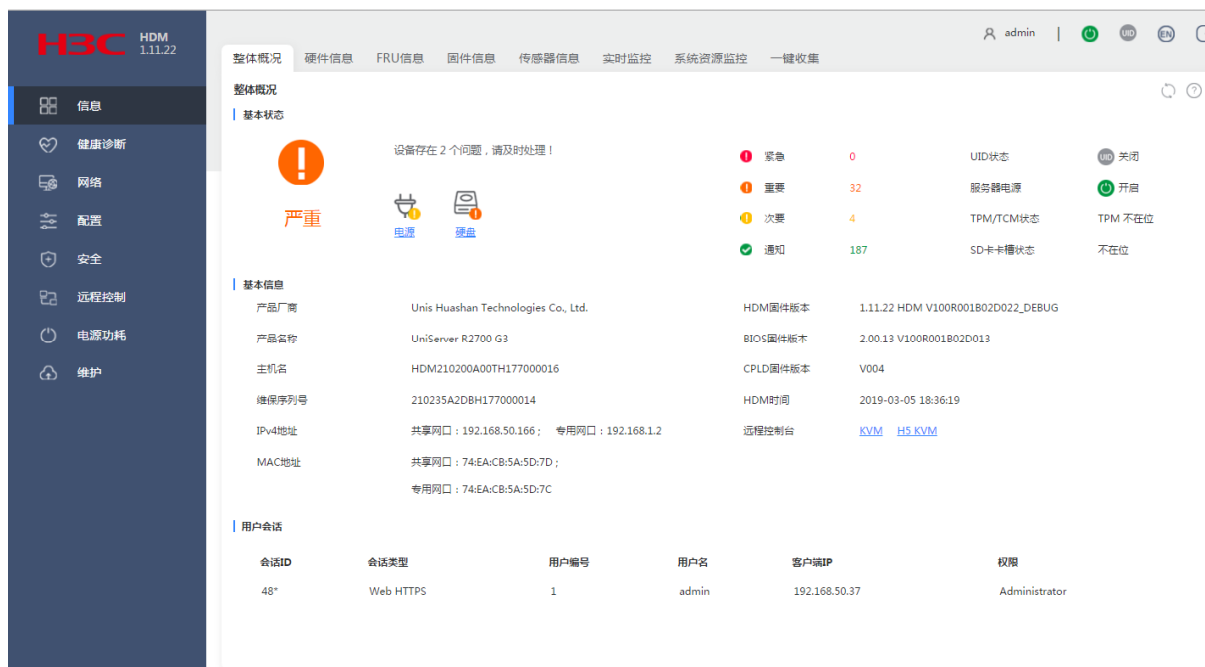 H3C HDM
1.11.22
admin | UID EN
整体概况 硬件信息 FRU信息 固件信息 传感器信息 实时监控 系统资源监控 一键收集
整体概况
信息
健康诊断
网络
配置
安全
远程控制
电源功耗
维护
基本状态
严重
设备存在 2 个问题，请及时处理！
电源 硬盘
紧急 0 UID状态 UID 关闭
重要 32 服务器电源 开启
次要 4 TPM/TCM状态 TPM 不在位
通知 187 SD卡卡槽状态 不在位
基本信息
产品厂商 Unis Huashan Technologies Co., Ltd. HDM固件版本 1.11.22 HDM V100R001B02D022_DEBUG
产品名称 UniServer R2700 G3 BIOS固件版本 2.00.13 V100R001B02D013
主机名 HDM210200A00TH177000016 CPLD固件版本 V004
维保序列号 210235A2DBH177000014 HDM时间 2019-03-05 18:36:19
IPv4地址 共享网口：192.168.50.166； 专用网口：192.168.1.2 远程控制台 KVM H5 KVM
MAC地址 共享网口：74:EA:CB:5A:5D:7D；
专用网口：74:EA:CB:5A:5D:7C
用户会话
会话ID 会话类型 用户编号 用户名 客户端IP 权限
48* Web HTTPS 1 admin 192.168.50.37 Administrator